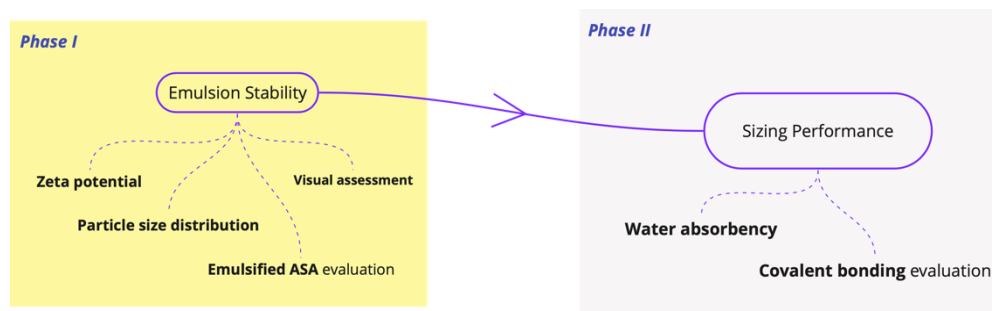 Phase I
Emulsion Stability
Zeta potential
Visual assessment
Particle size distribution
Emulsified ASA evaluation
Phase II
Sizing Performance
Water absorbency
Covalent bonding evaluation